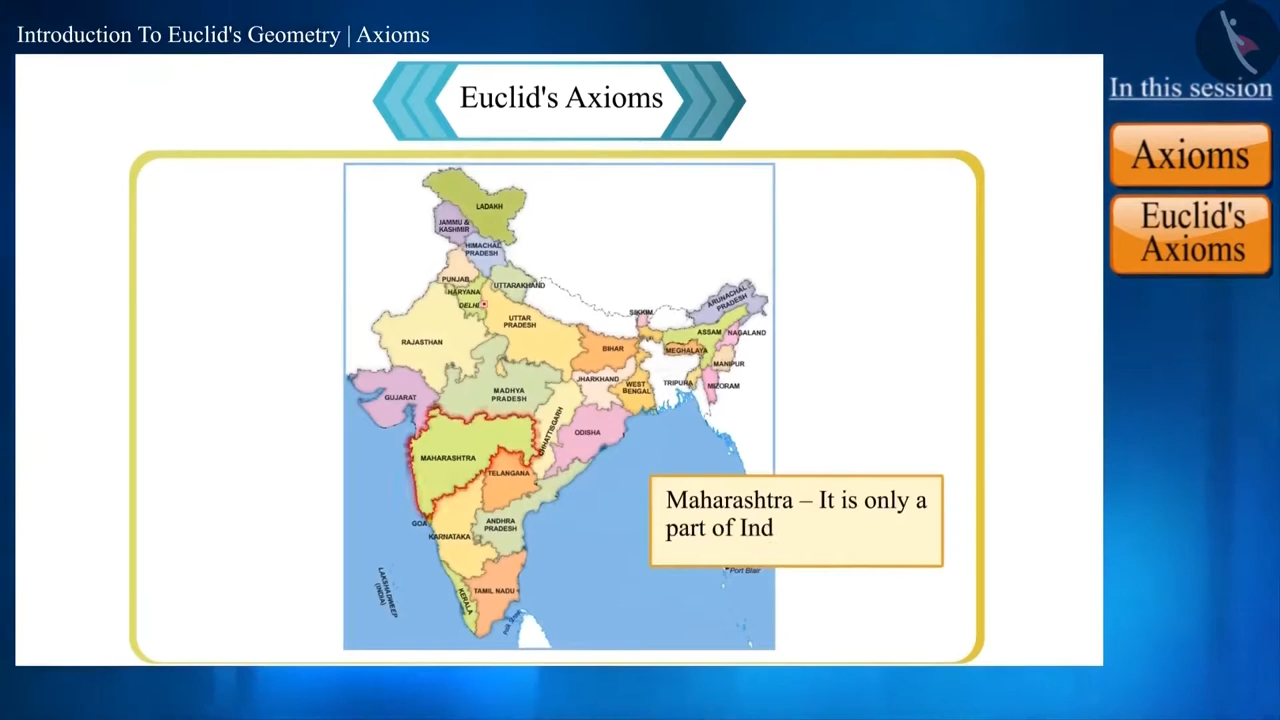 Introduction To Euclid's Geometry | Axioms
In this session
Axioms
Euclid's
Axioms
Euclid's Axioms
LADAKH
JAMMU &
KASHMIR
HIMACHAL
PRADESH
PUNJAB
UTTARAKHAND
HARYANA
DELHI
UTTAR
PRADESH
RAJASTHAN
SIKKIM
ARUNACHAL
PRADESH
ASSAM
NAGALAND
BIHAR
MEGHALAYA
MANIPUR
JHARKHAND
WEST
BENGAL
TRIPURA
MIZORAM
GUJARAT
MADHYA
PRADESH
CHHATTISGARH
ODISHA
MAHARASHTRA
TELANGANA
GOA
ANDHRA
PRADESH
KARNATAKA
LAKSHADWEEP
(INDIA)
KERALA
TAMIL NADU
Maharashtra – It is only a
part of Ind
Port Blair